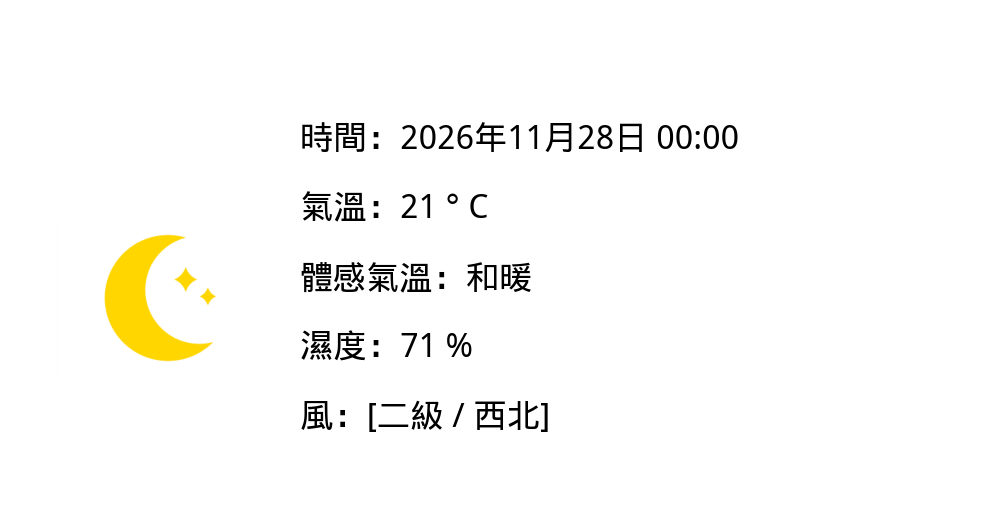 時間：2026年11月28日 00:00
氣溫：21 ° C
體感氣溫：和暖
濕度：71 %
風：[二級 / 西北]